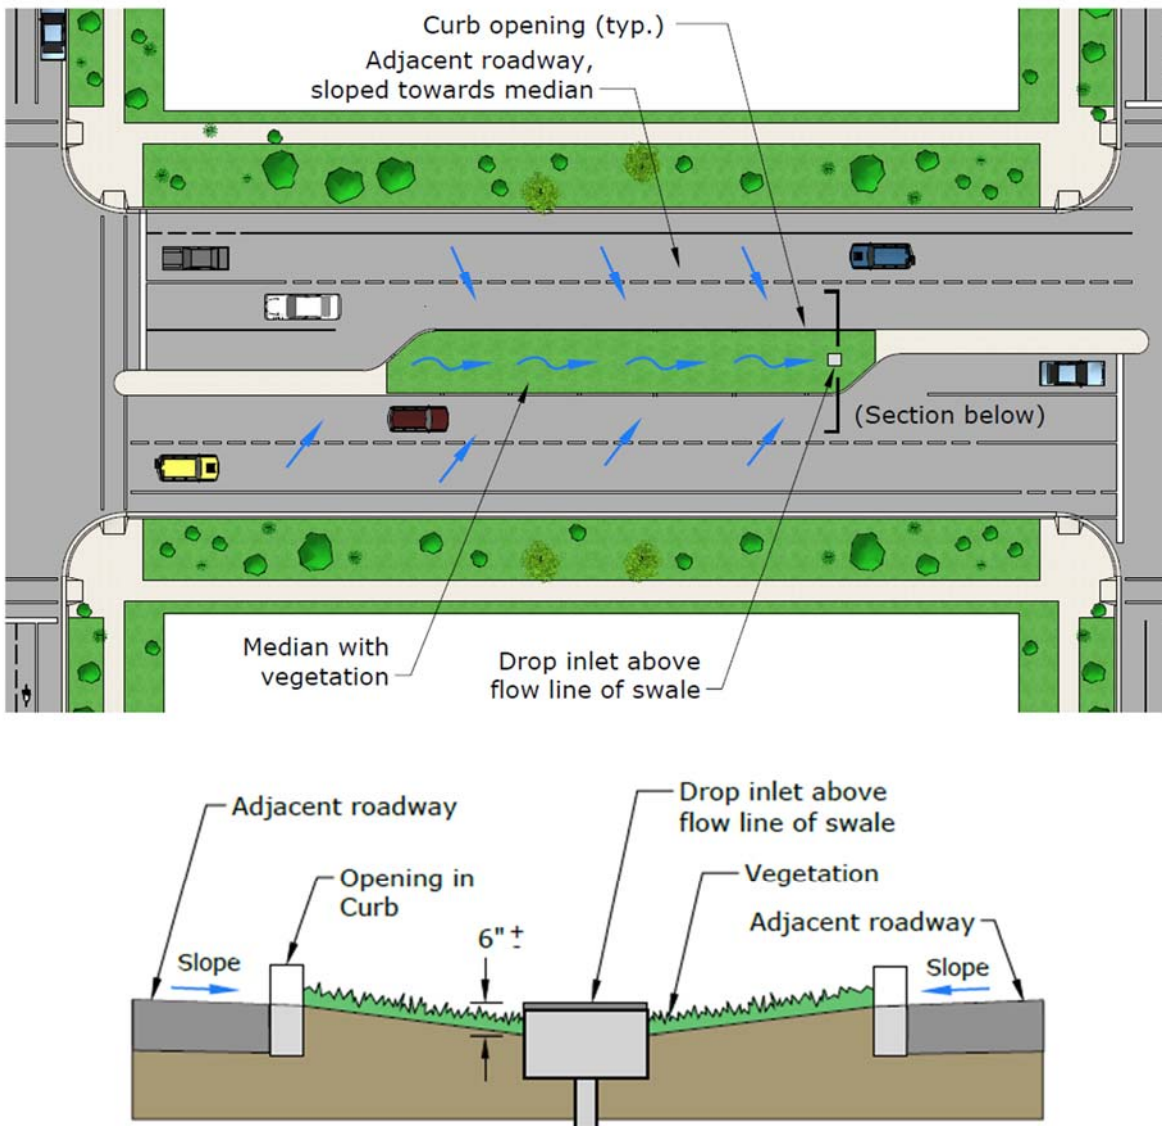 Curb opening (typ.)
Adjacent roadway,
sloped towards median
(Section below)
Median with
vegetation
Drop inlet above
flow line of swale
Adjacent roadway
Drop inlet above
flow line of swale
Opening in
Curb
Vegetation
Adjacent roadway
6" ±
Slope
Slope